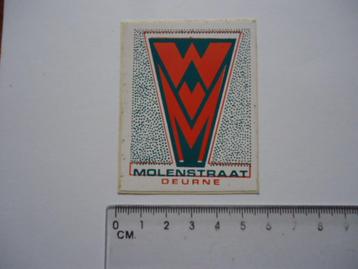 W
M
MOLENSTRAAT
DEURNE
0 1 2 3 4 5 6 7 8 9
CM.